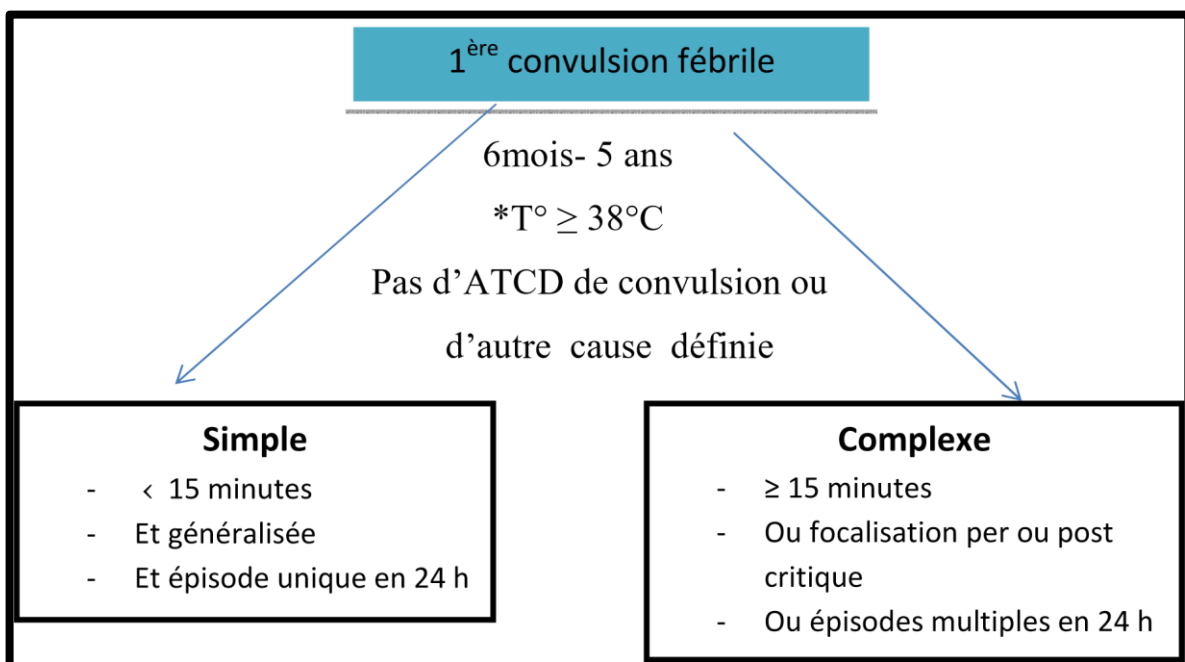 1ère convulsion fébrile
6mois- 5 ans
*T° ≥ 38°C
Pas d’ATCD de convulsion ou
d’autre cause définie
Simple
- < 15 minutes
- Et généralisée
- Et épisode unique en 24 h
Complexe
- ≥ 15 minutes
- Ou focalisation per ou post
critique
- Ou épisodes multiples en 24 h